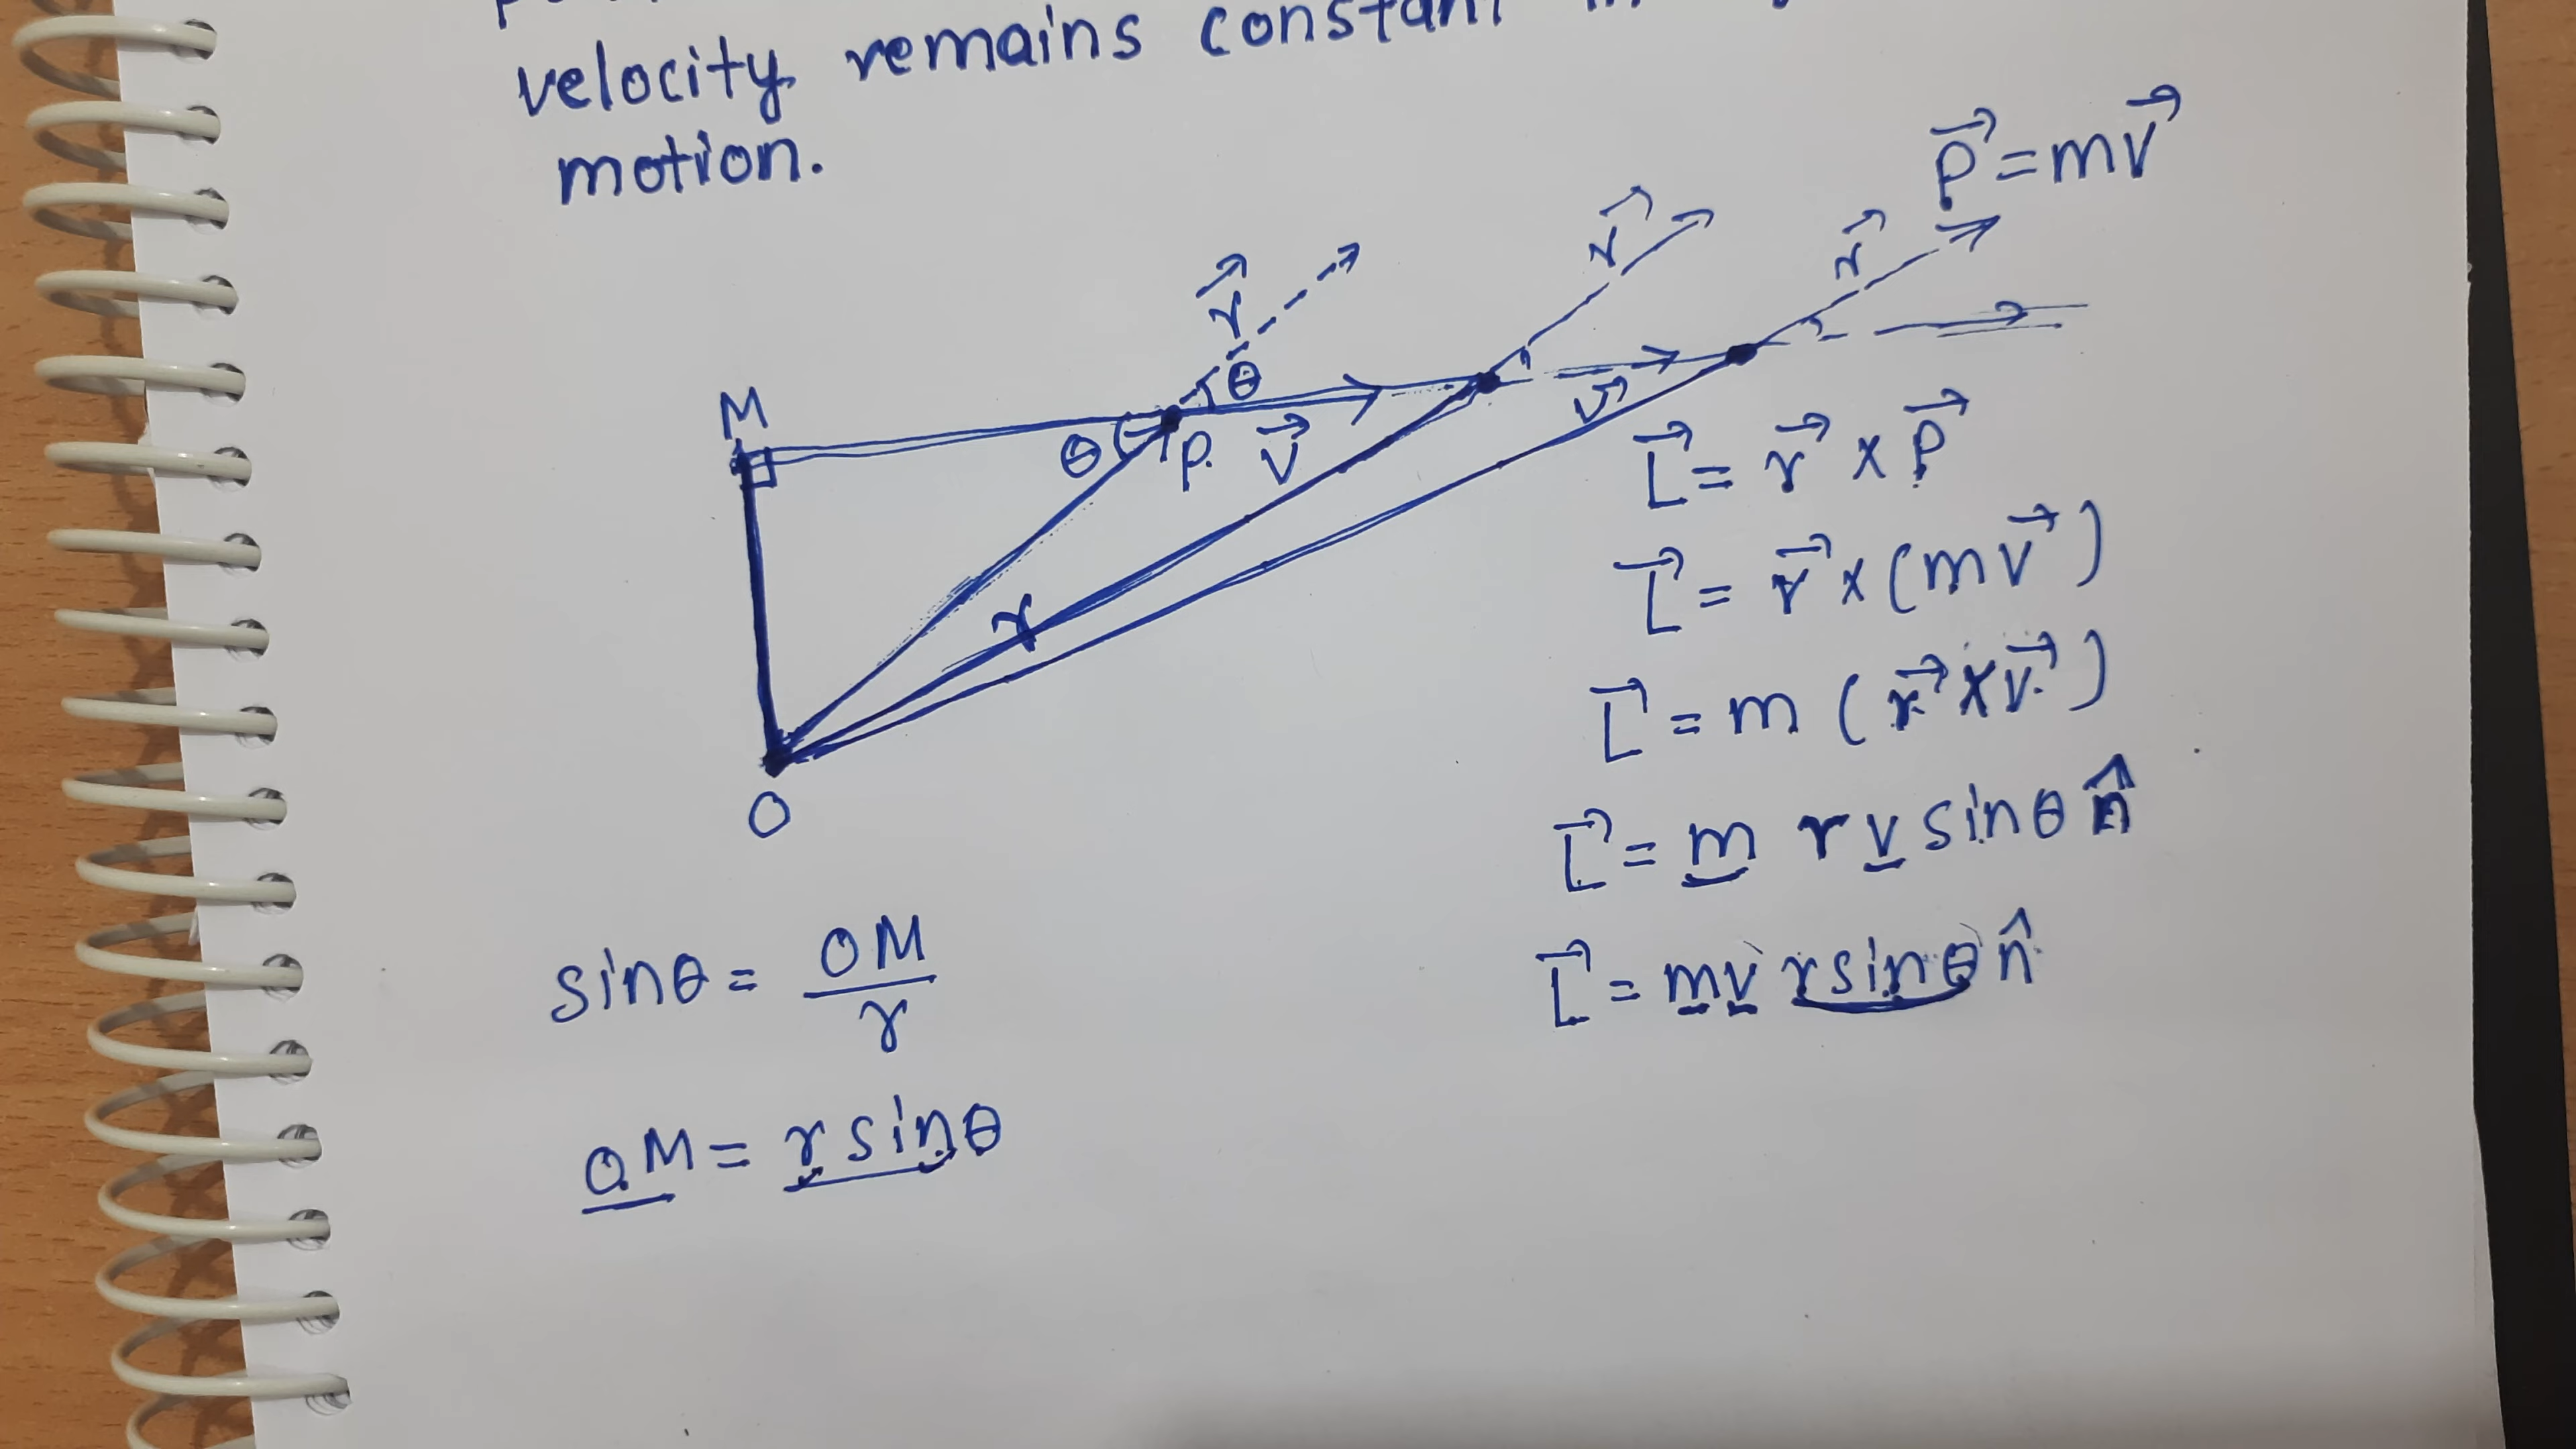 velocity remains constant
motion.
P⃗ = mv⃗
r⃗ r⃗ r⃗
M θ
θ P. v⃗ v⃗
r
O
L⃗ = r⃗ × P⃗
L⃗ = r⃗ × (mv⃗)
L⃗ = m (r⃗ × v⃗)
L⃗ = m r v sinθ n̂
L⃗ = mv r sinθ n̂
sinθ = OM/r
OM = r sinθ